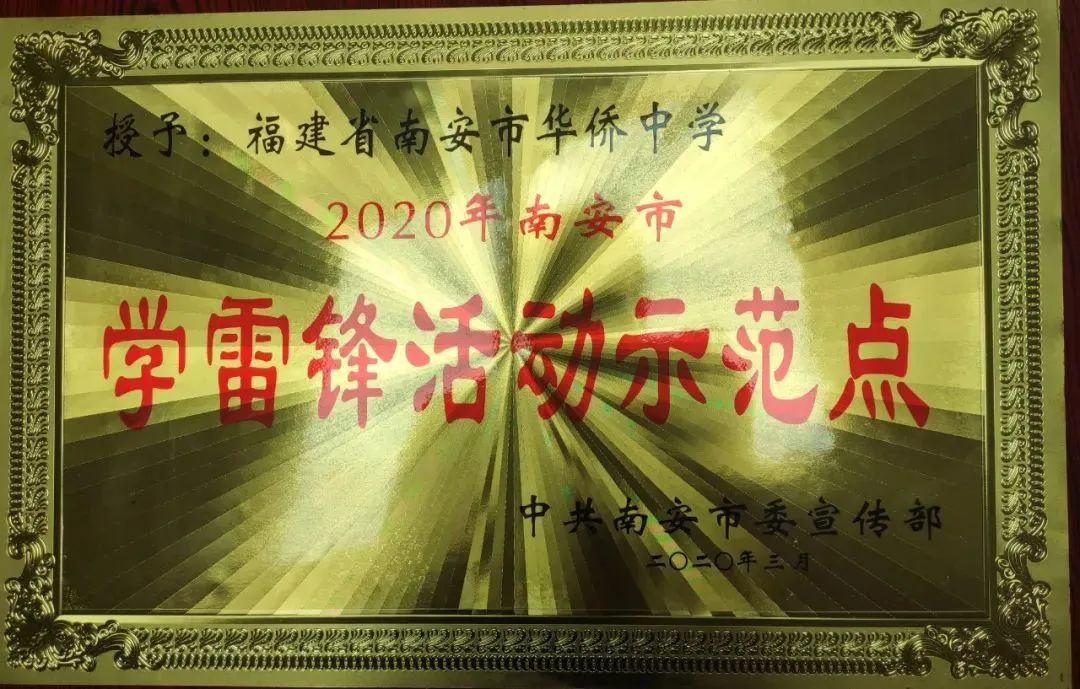 授予：福建省南安市华侨中学
2020年南安市
学雷锋活动示范点
中共南安市委宣传部
二〇二〇年三月